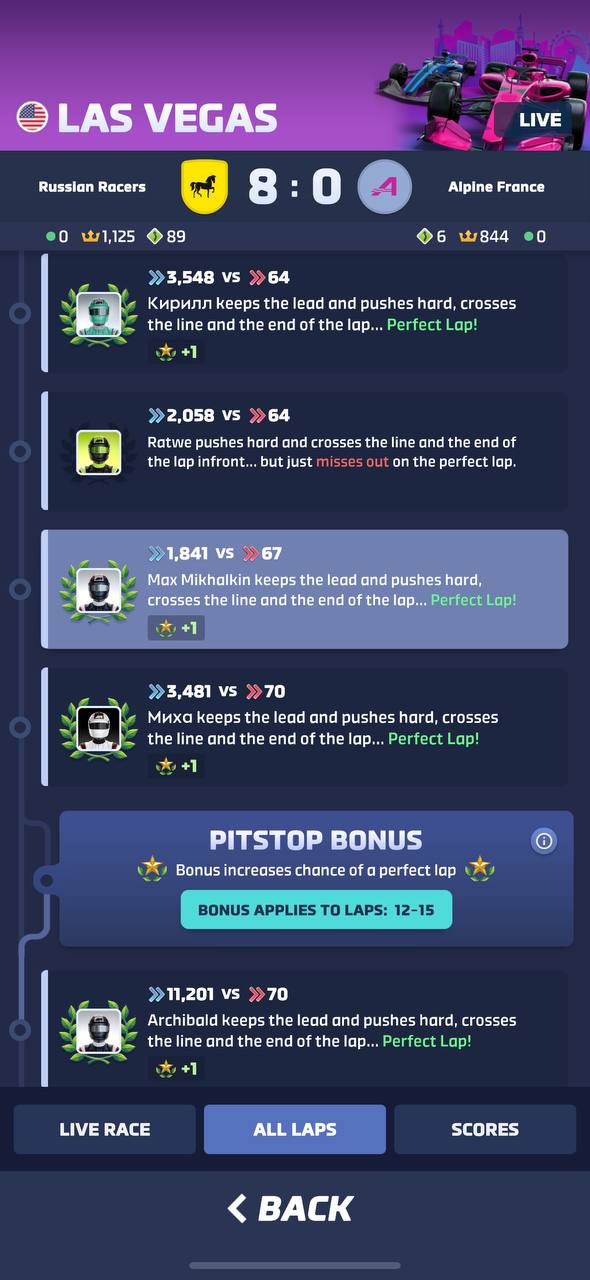 LAS VEGAS
LIVE
Russian Racers
8 : 0
Alpine France
0 1,125 89
6 844 0
3,548 VS 64
Кирилл keeps the lead and pushes hard, crosses
the line and the end of the lap... Perfect Lap!
+1
2,058 VS 64
Ratwe pushes hard and crosses the line and the end of
the lap infront... but just misses out on the perfect lap.
1,841 VS 67
Max Mikhalkin keeps the lead and pushes hard,
crosses the line and the end of the lap... Perfect Lap!
+1
3,481 VS 70
Миха keeps the lead and pushes hard, crosses
the line and the end of the lap... Perfect Lap!
+1
PITSTOP BONUS
Bonus increases chance of a perfect lap
BONUS APPLIES TO LAPS: 12-15
11,201 VS 70
Archibald keeps the lead and pushes hard, crosses
the line and the end of the lap... Perfect Lap!
+1
LIVE RACE
ALL LAPS
SCORES
BACK